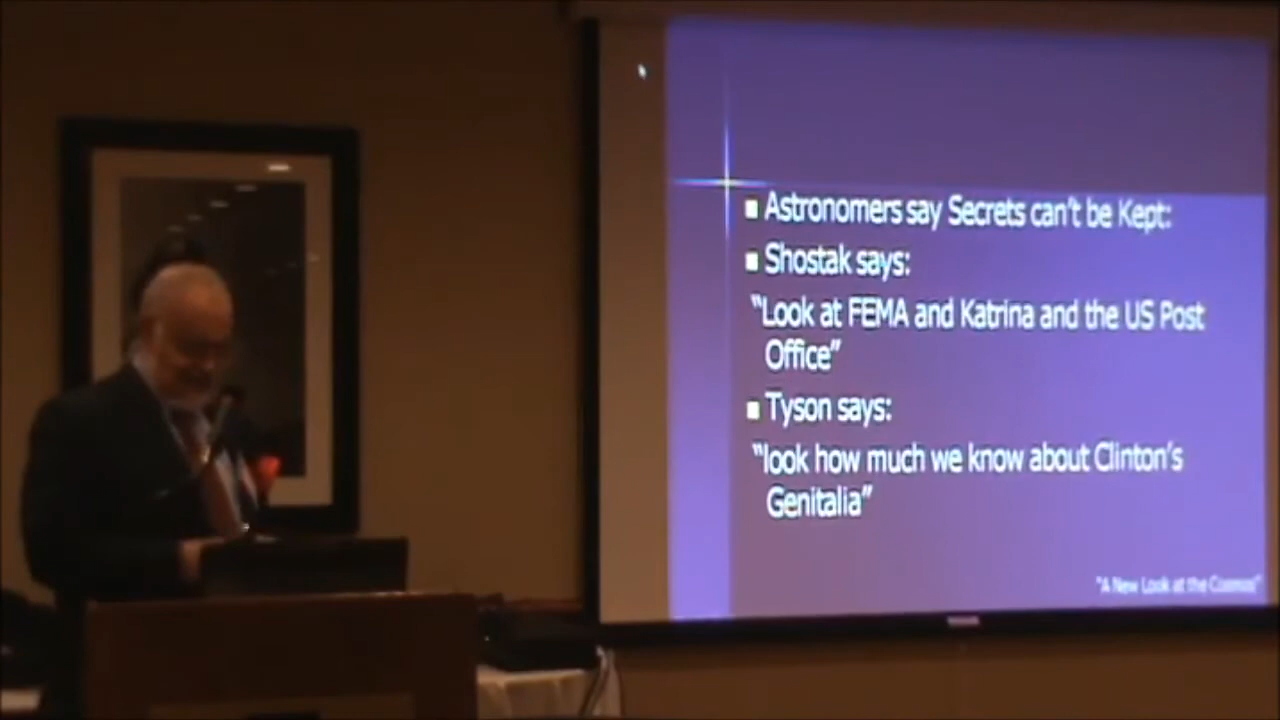 Astronomers say Secrets can't be Kept:
Shostak says:
"Look at FEMA and Katrina and the US Post
Office"
Tyson says:
"look how much we know about Clinton's
Genitalia"
"A New Look at the Cosmos"